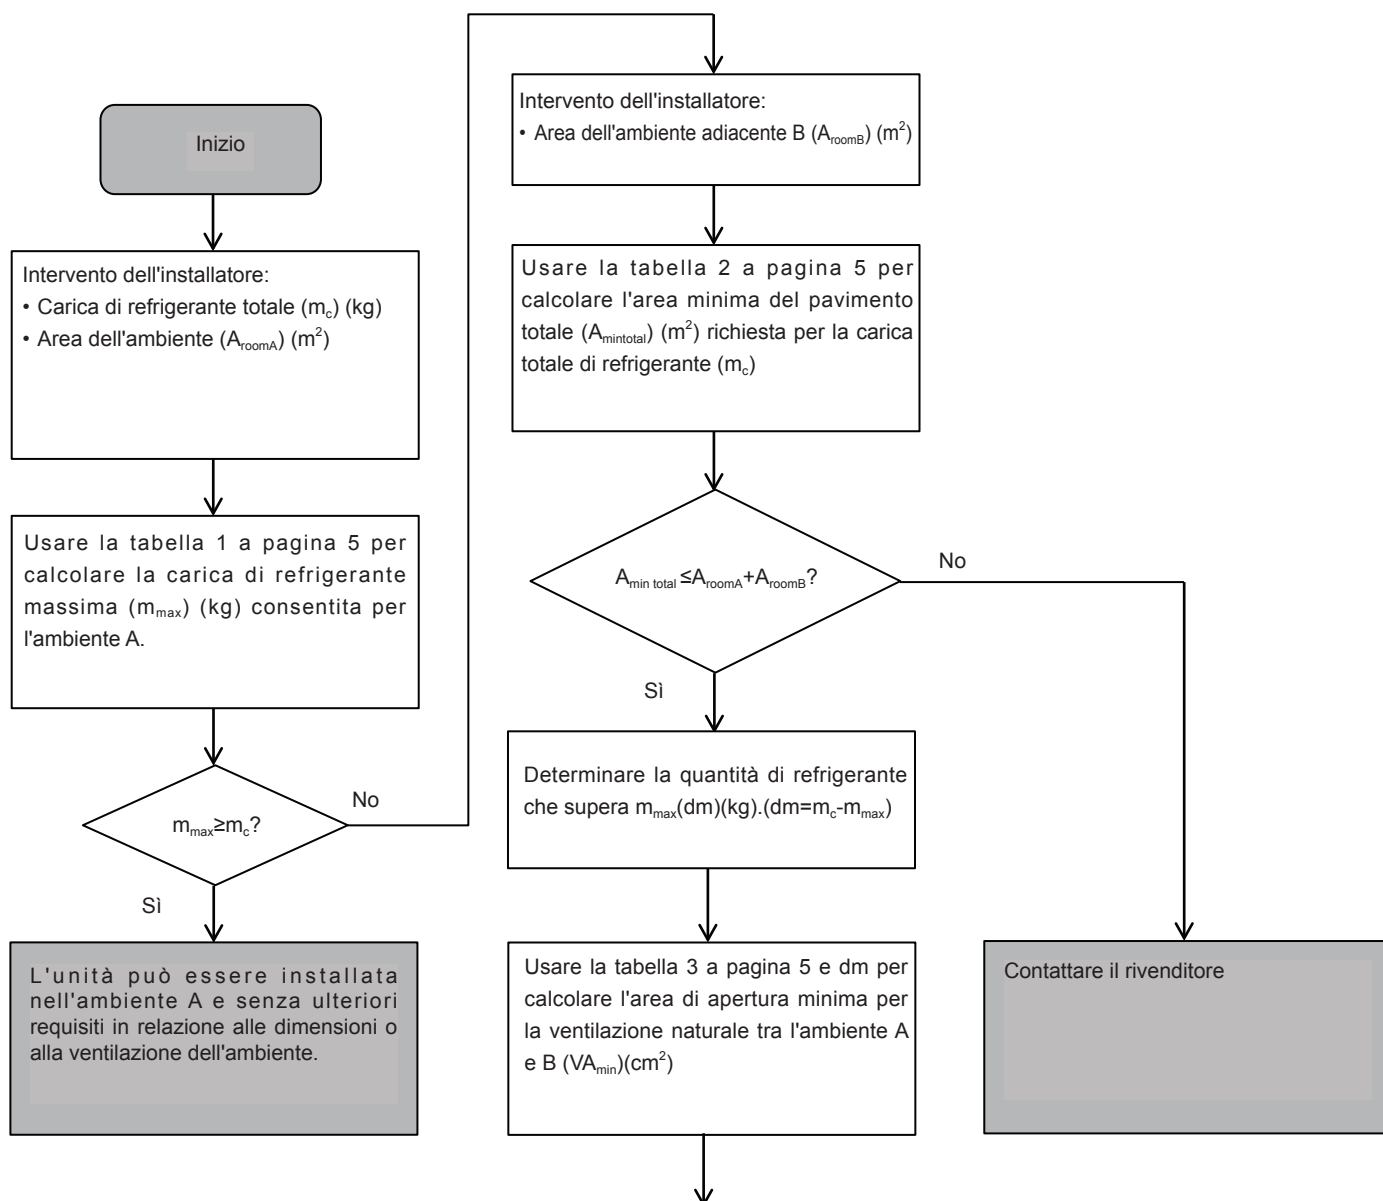 Inizio
Intervento dell'installatore:
• Carica di refrigerante totale (mc) (kg)
• Area dell'ambiente (AroomA) (m²)
Usare la tabella 1 a pagina 5 per
calcolare la carica di refrigerante
massima (mmax) (kg) consentita per
l'ambiente A.
mmax≥mc?
No
Sì
L'unità può essere installata
nell'ambiente A e senza ulteriori
requisiti in relazione alle dimensioni o
alla ventilazione dell'ambiente.
Intervento dell'installatore:
• Area dell'ambiente adiacente B (AroomB) (m²)
Usare la tabella 2 a pagina 5 per
calcolare l'area minima del pavimento
totale (Amintotal) (m²) richiesta per la carica
totale di refrigerante (mc)
Amin total ≤AroomA+AroomB?
No
Sì
Determinare la quantità di refrigerante
che supera mmax(dm)(kg).(dm=mc-mmax)
Usare la tabella 3 a pagina 5 e dm per
calcolare l'area di apertura minima per
la ventilazione naturale tra l'ambiente A
e B (VAmin)(cm²)
Contattare il rivenditore